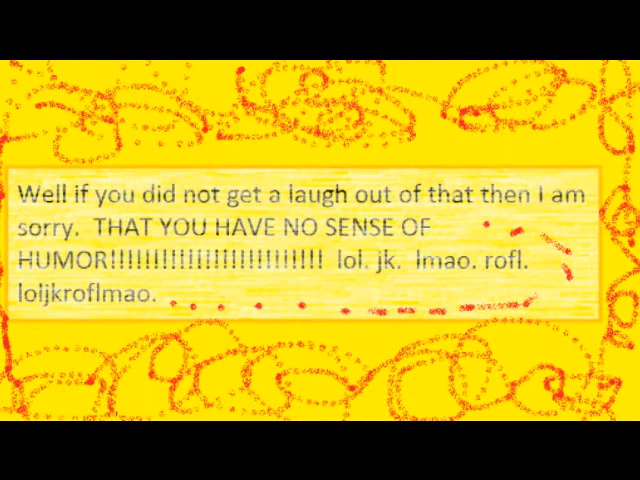 Well if you did not get a laugh out of that then I am
sorry.  THAT YOU HAVE NO SENSE OF
HUMOR!!!!!!!!!!!!!!!!!!!!!!!!!  lol. jk.  lmao. rofl.
loljkroflmao.